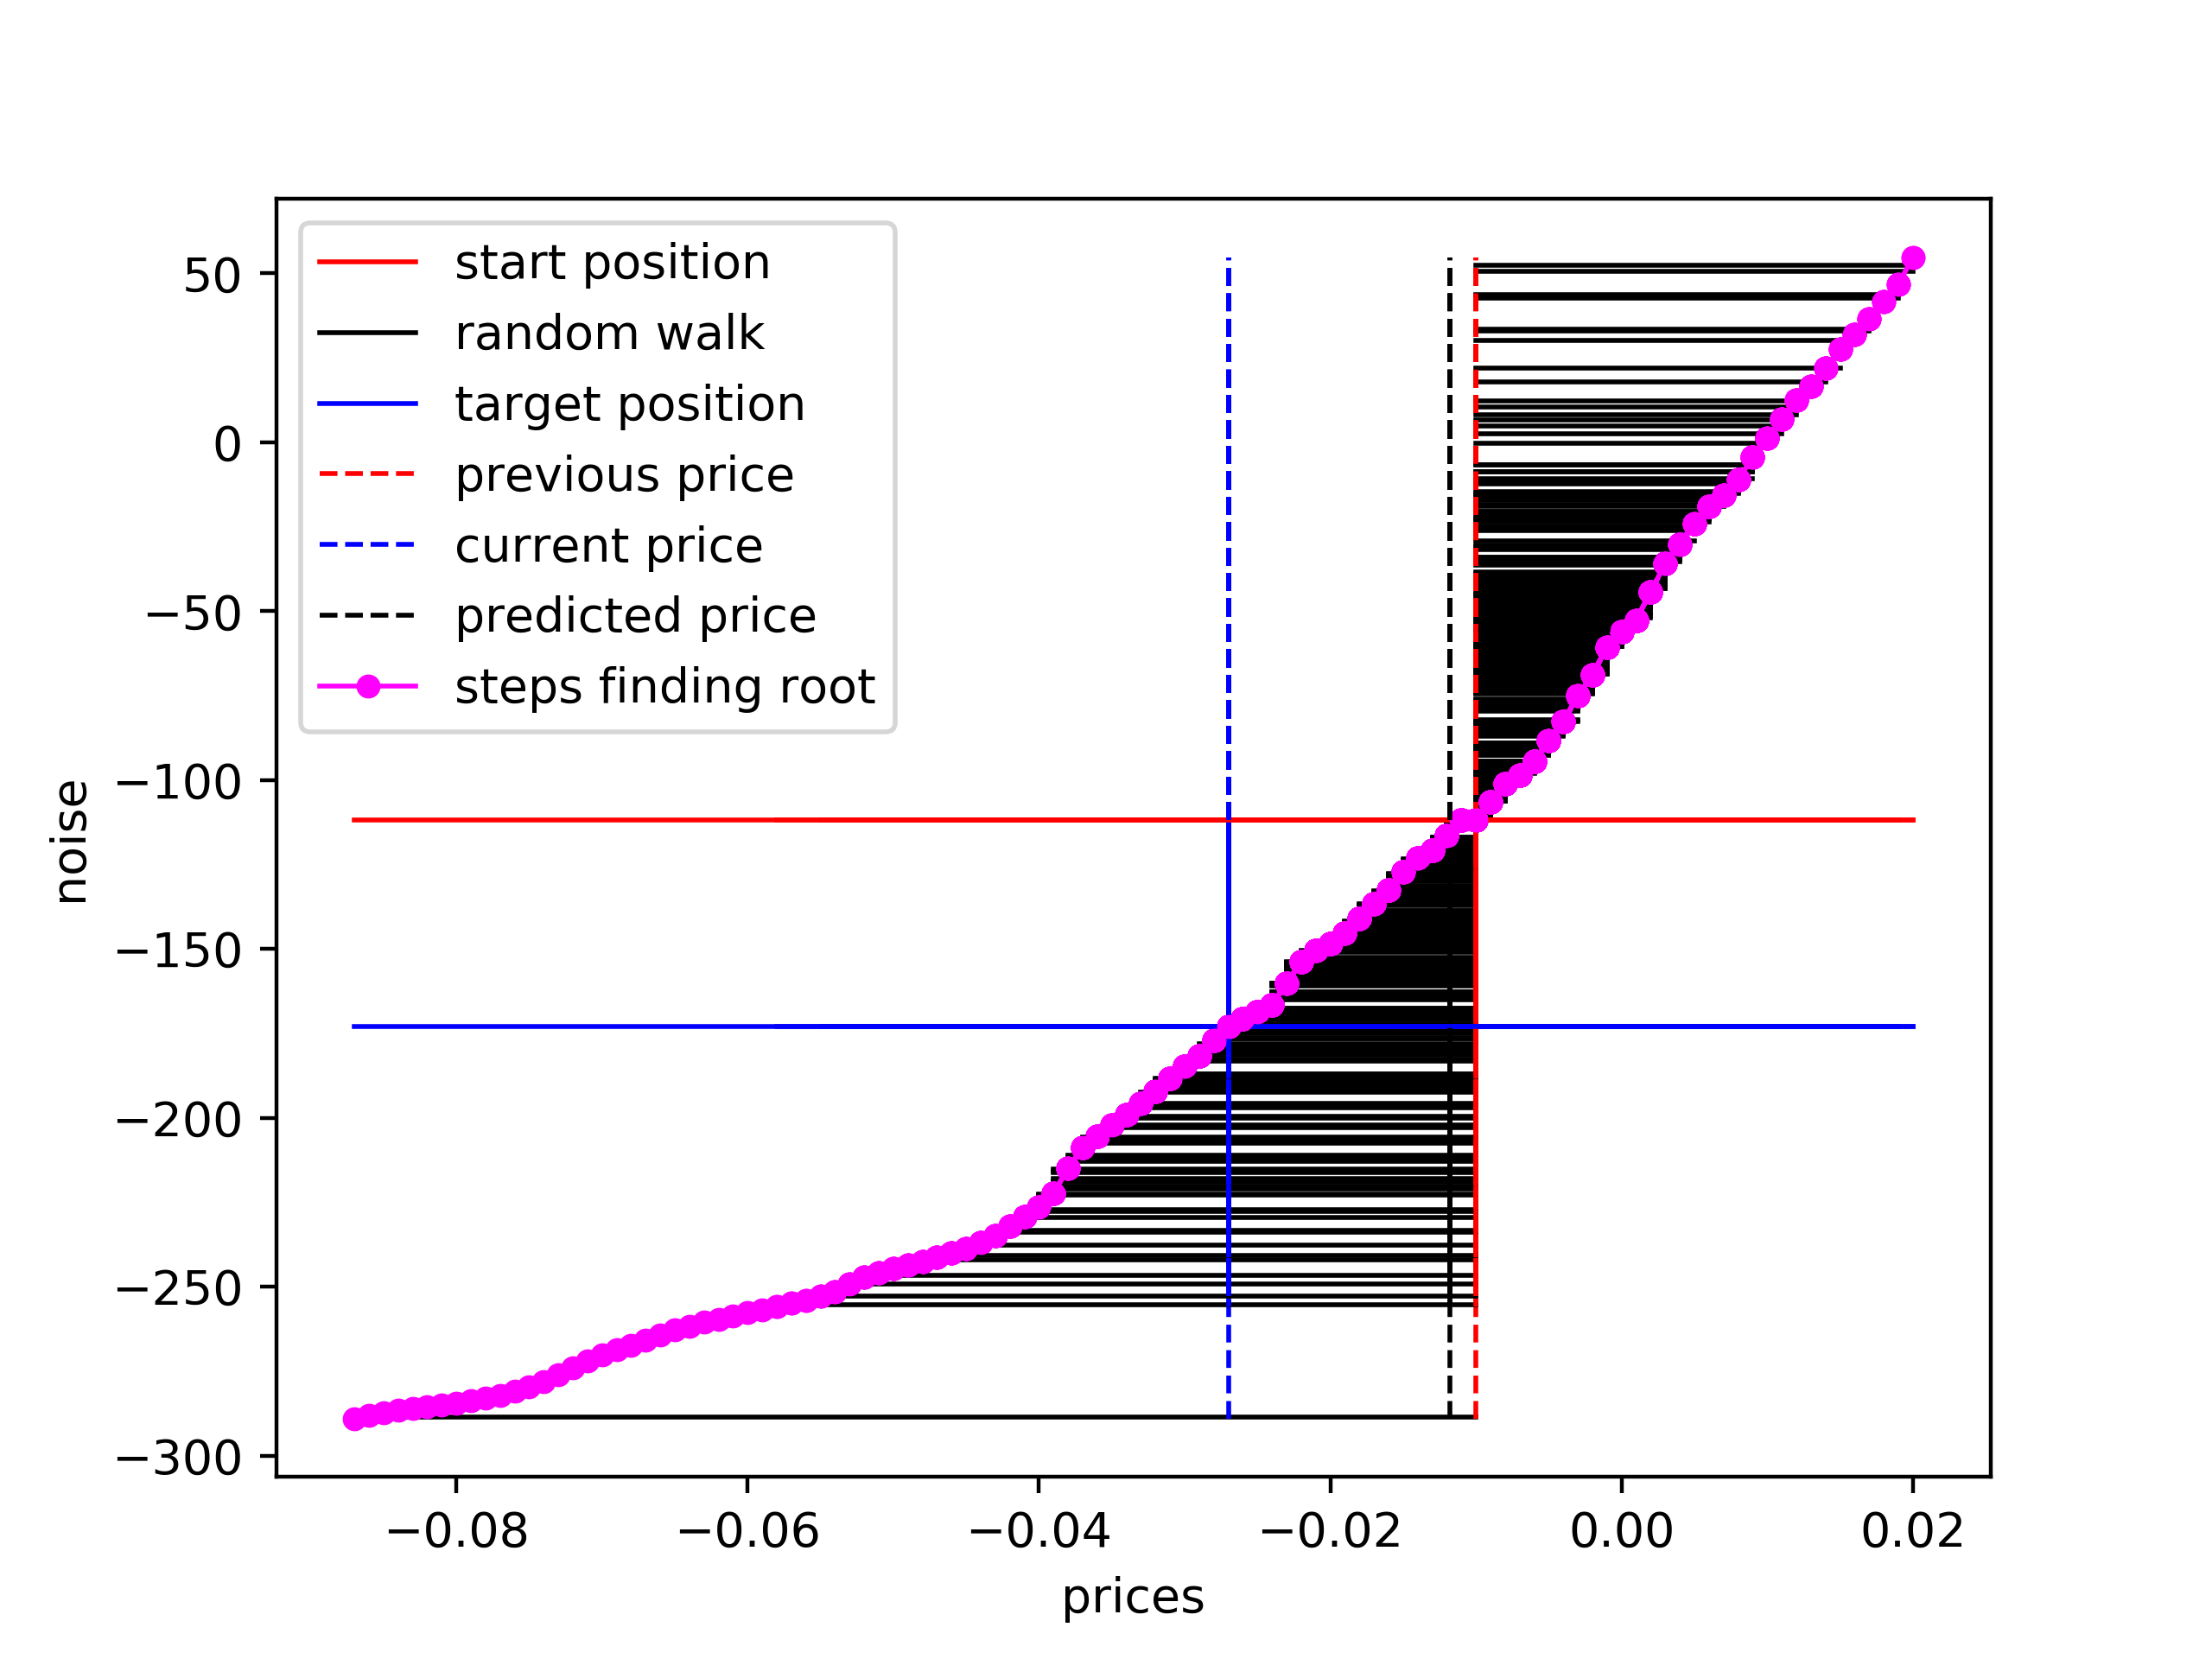 start position
random walk
target position
previous price
current price
predicted price
steps finding root
50
0
−50
−100
−150
−200
−250
−300
noise
−0.08 −0.06 −0.04 −0.02 0.00 0.02
prices